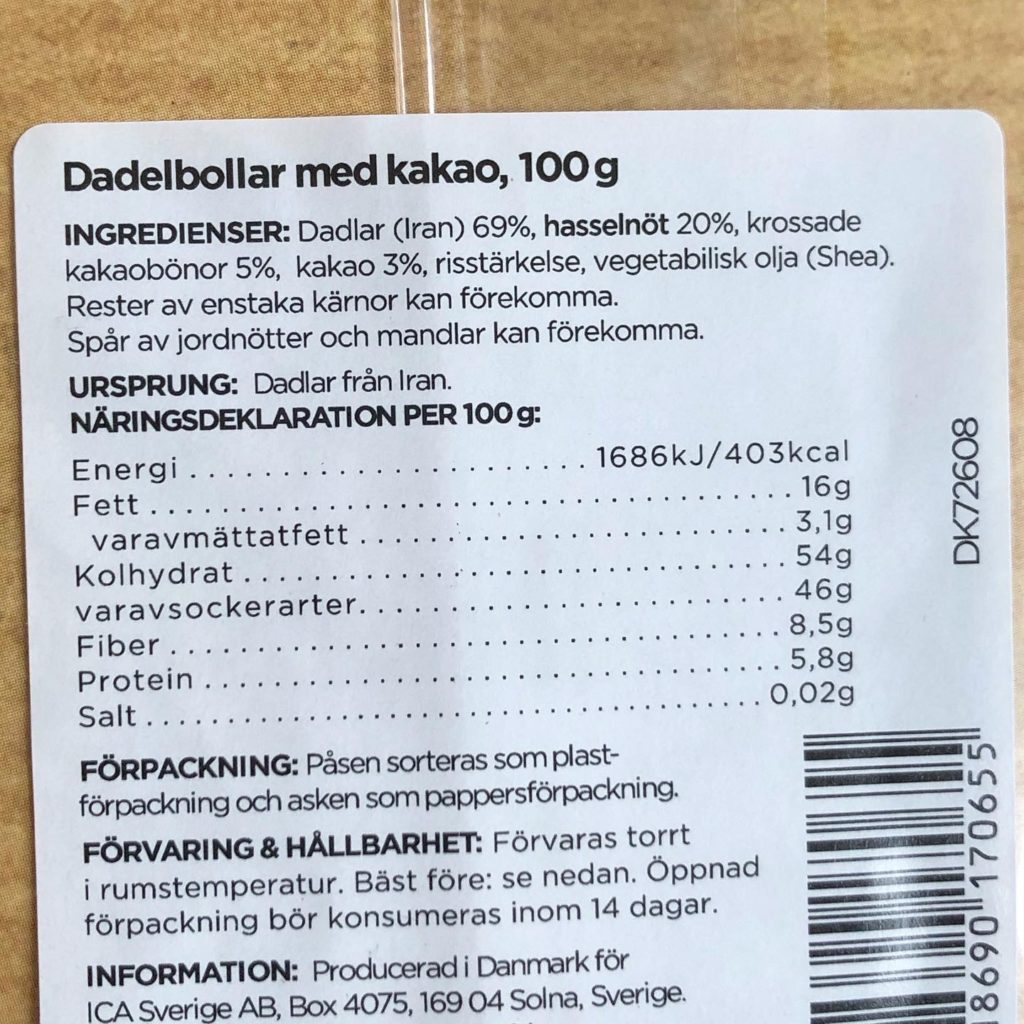 Dadelbollar med kakao, 100 g
INGREDIENSER: Dadlar (Iran) 69%, hasselnöt 20%, krossade
kakaobönor 5%, kakao 3%, risstärkelse, vegetabilisk olja (Shea).
Rester av enstaka kärnor kan förekomma.
Spår av jordnötter och mandlar kan förekomma.
URSPRUNG: Dadlar från Iran.
NÄRINGSDEKLARATION PER 100 g:
Energi . . . . . . . . . . . . . . . . . . . . . . . 1686kJ/403kcal
Fett . . . . . . . . . . . . . . . . . . . . . . . . . . . . . . . . . . . . 16g
varavmättatfett . . . . . . . . . . . . . . . . . . . . . . . . 3,1g
Kolhydrat . . . . . . . . . . . . . . . . . . . . . . . . . . . . . . 54g
varavsockerarter. . . . . . . . . . . . . . . . . . . . . . . . 46g
Fiber . . . . . . . . . . . . . . . . . . . . . . . . . . . . . . . . . . 8,5g
Protein . . . . . . . . . . . . . . . . . . . . . . . . . . . . . . . . 5,8g
Salt . . . . . . . . . . . . . . . . . . . . . . . . . . . . . . . . . . 0,02g
DK72608
FÖRPACKNING: Påsen sorteras som plast-
förpackning och asken som pappersförpackning.
FÖRVARING & HÅLLBARHET: Förvaras torrt
i rumstemperatur. Bäst före: se nedan. Öppnad
förpackning bör konsumeras inom 14 dagar.
INFORMATION: Producerad i Danmark för
ICA Sverige AB, Box 4075, 169 04 Solna, Sverige.
8690 170655